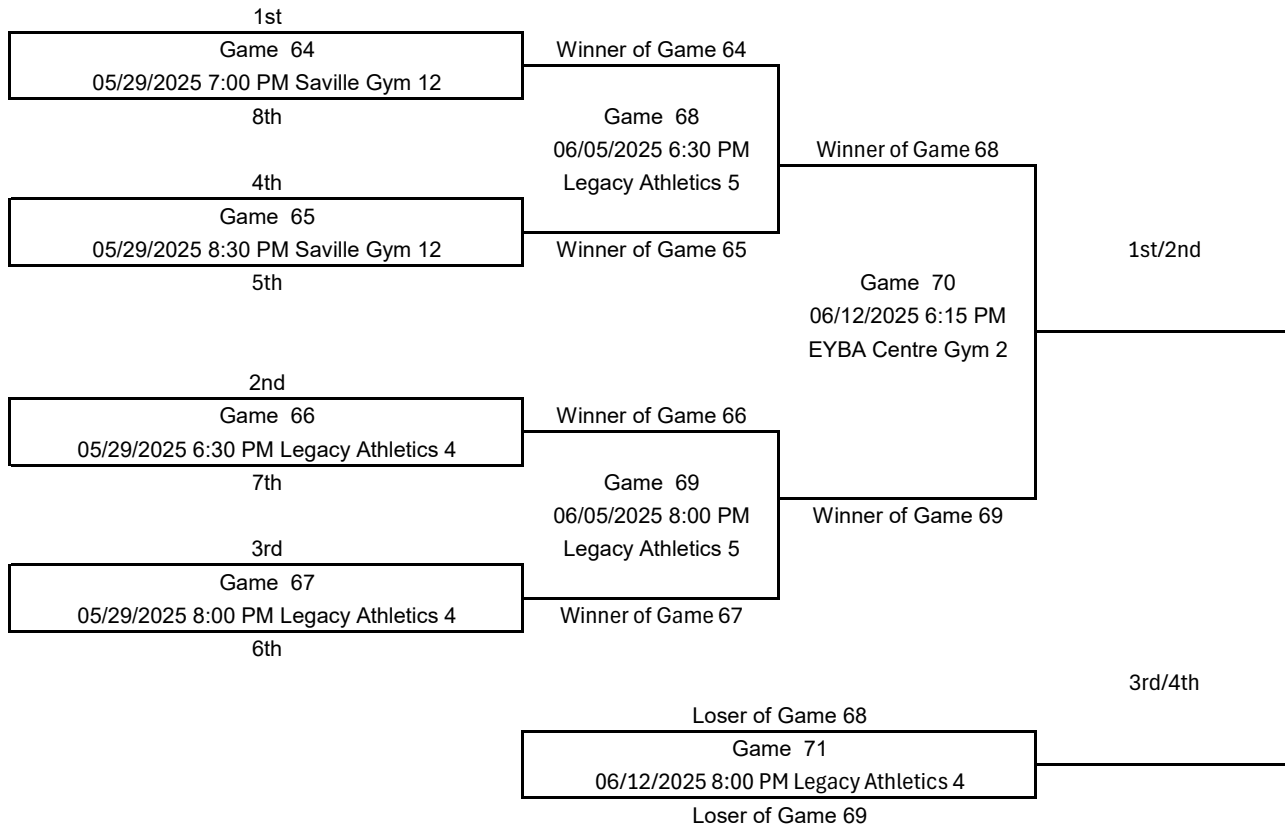 1st
Game 64
05/29/2025 7:00 PM Saville Gym 12
8th
Winner of Game 64
Game 68
06/05/2025 6:30 PM
Legacy Athletics 5
Winner of Game 65
4th
Game 65
05/29/2025 8:30 PM Saville Gym 12
5th
Winner of Game 68
Game 70
06/12/2025 6:15 PM
EYBA Centre Gym 2
Winner of Game 69
1st/2nd
2nd
Game 66
05/29/2025 6:30 PM Legacy Athletics 4
7th
Winner of Game 66
Game 69
06/05/2025 8:00 PM
Legacy Athletics 5
Winner of Game 67
3rd
Game 67
05/29/2025 8:00 PM Legacy Athletics 4
6th
3rd/4th
Loser of Game 68
Game 71
06/12/2025 8:00 PM Legacy Athletics 4
Loser of Game 69